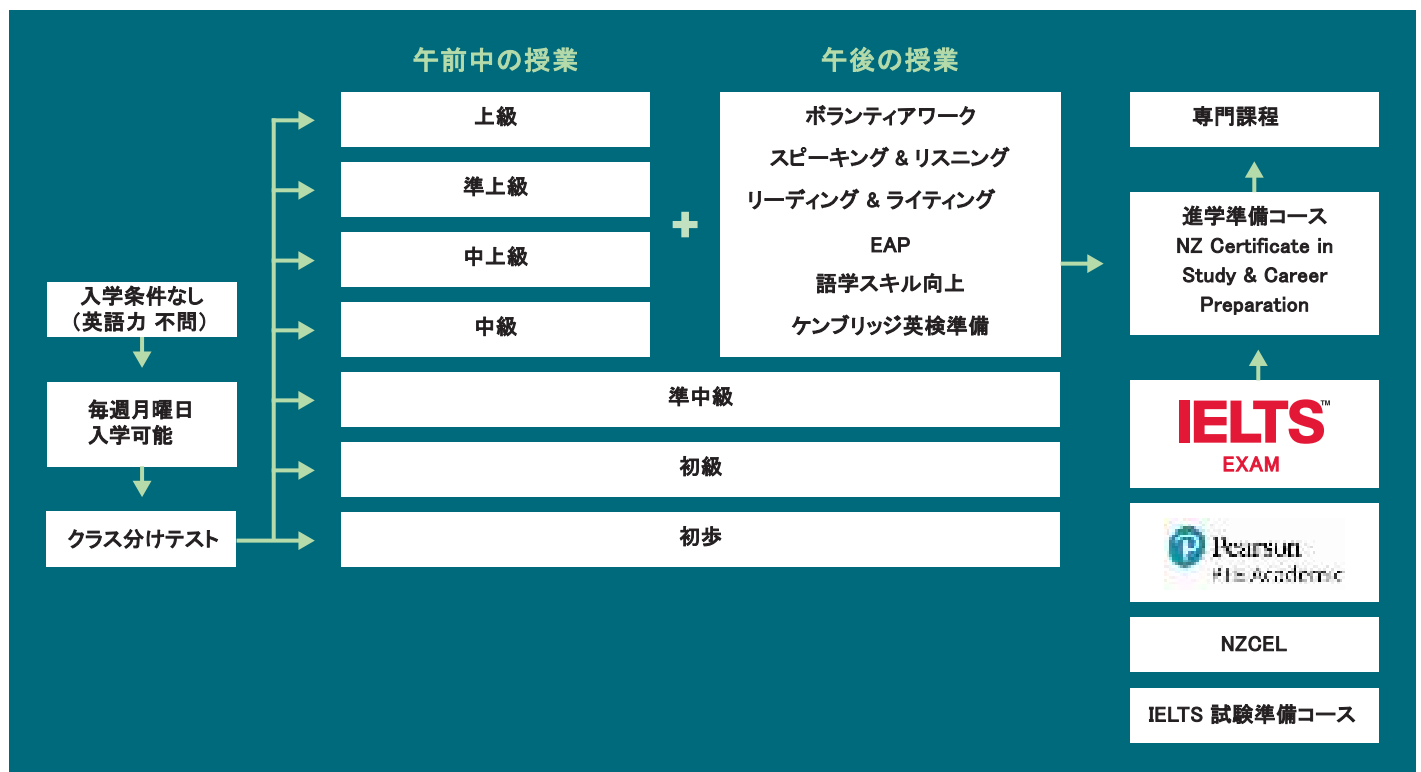 午前中の授業
午後の授業
入学条件なし
（英語力 不問）
毎週月曜日
入学可能
クラス分けテスト
上級
準上級
中上級
中級
ボランティアワーク
スピーキング & リスニング
リーディング & ライティング
EAP
語学スキル向上
ケンブリッジ英検準備
準中級
初級
初歩
専門課程
進学準備コース
NZ Certificate in
Study & Career
Preparation
IELTS™
EXAM
Pearson
PTE Academic
NZCEL
IELTS 試験準備コース